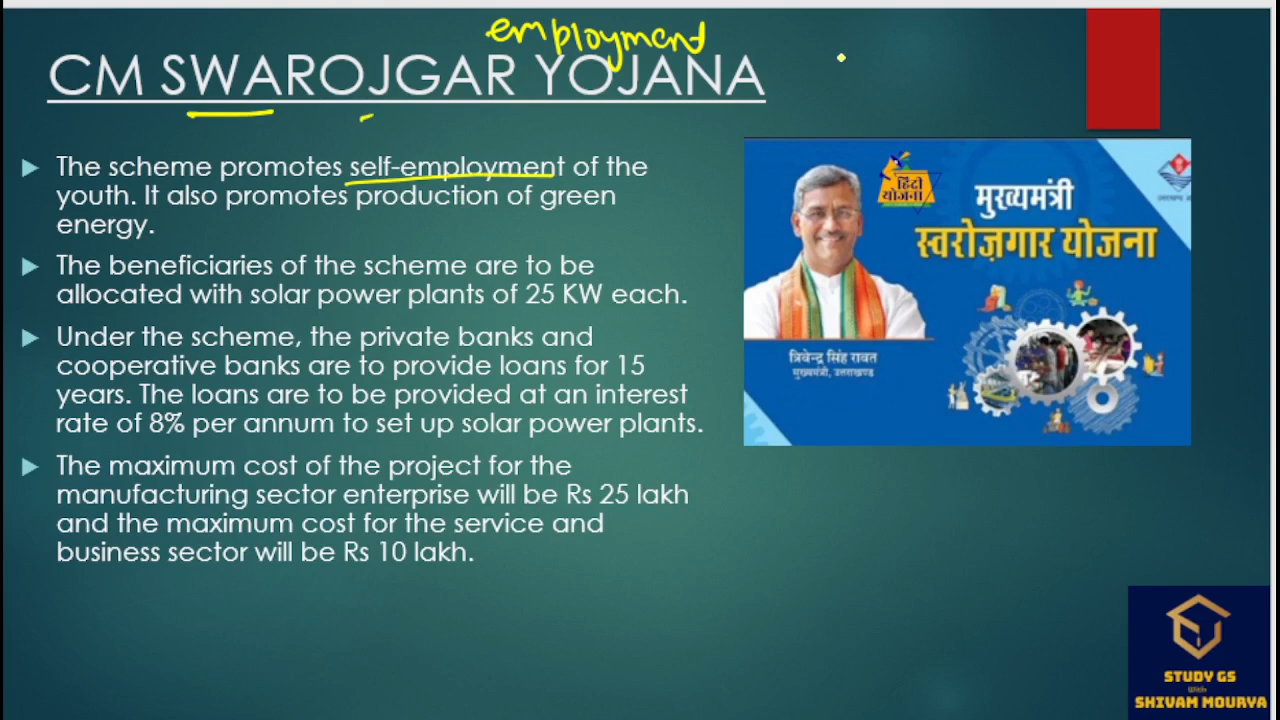 employment
CM SWAROJGAR YOJANA
The scheme promotes self-employment of the
youth. It also promotes production of green
energy.
The beneficiaries of the scheme are to be
allocated with solar power plants of 25 KW each.
Under the scheme, the private banks and
cooperative banks are to provide loans for 15
years. The loans are to be provided at an interest
rate of 8% per annum to set up solar power plants.
The maximum cost of the project for the
manufacturing sector enterprise will be Rs 25 lakh
and the maximum cost for the service and
business sector will be Rs 10 lakh.
हिंदी
योजना
मुख्यमंत्री
स्वरोज़गार योजना
त्रिवेन्द्र सिंह रावत
मुख्यमंत्री, उत्तराखण्ड
STUDY GS
With
SHIVAM MOURYA